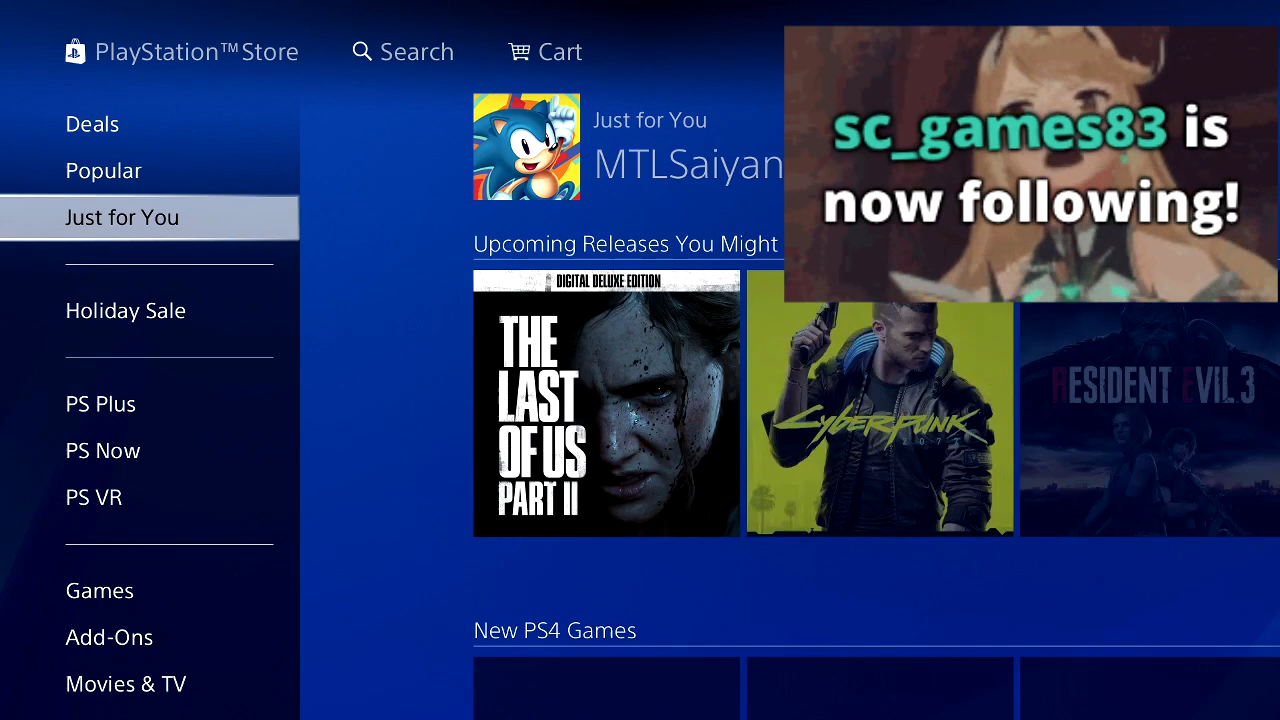 PlayStation™Store
Search
Cart
Deals
Popular
Just for You
Holiday Sale
PS Plus
PS Now
PS VR
Games
Add-Ons
Movies & TV
Just for You
MTLSaiyan
sc_games83 is
now following!
Upcoming Releases You Might
DIGITAL DELUXE EDITION
THE
LAST
OF US
PART II
Cyberpunk
2077
RESIDENT EVIL 3
New PS4 Games